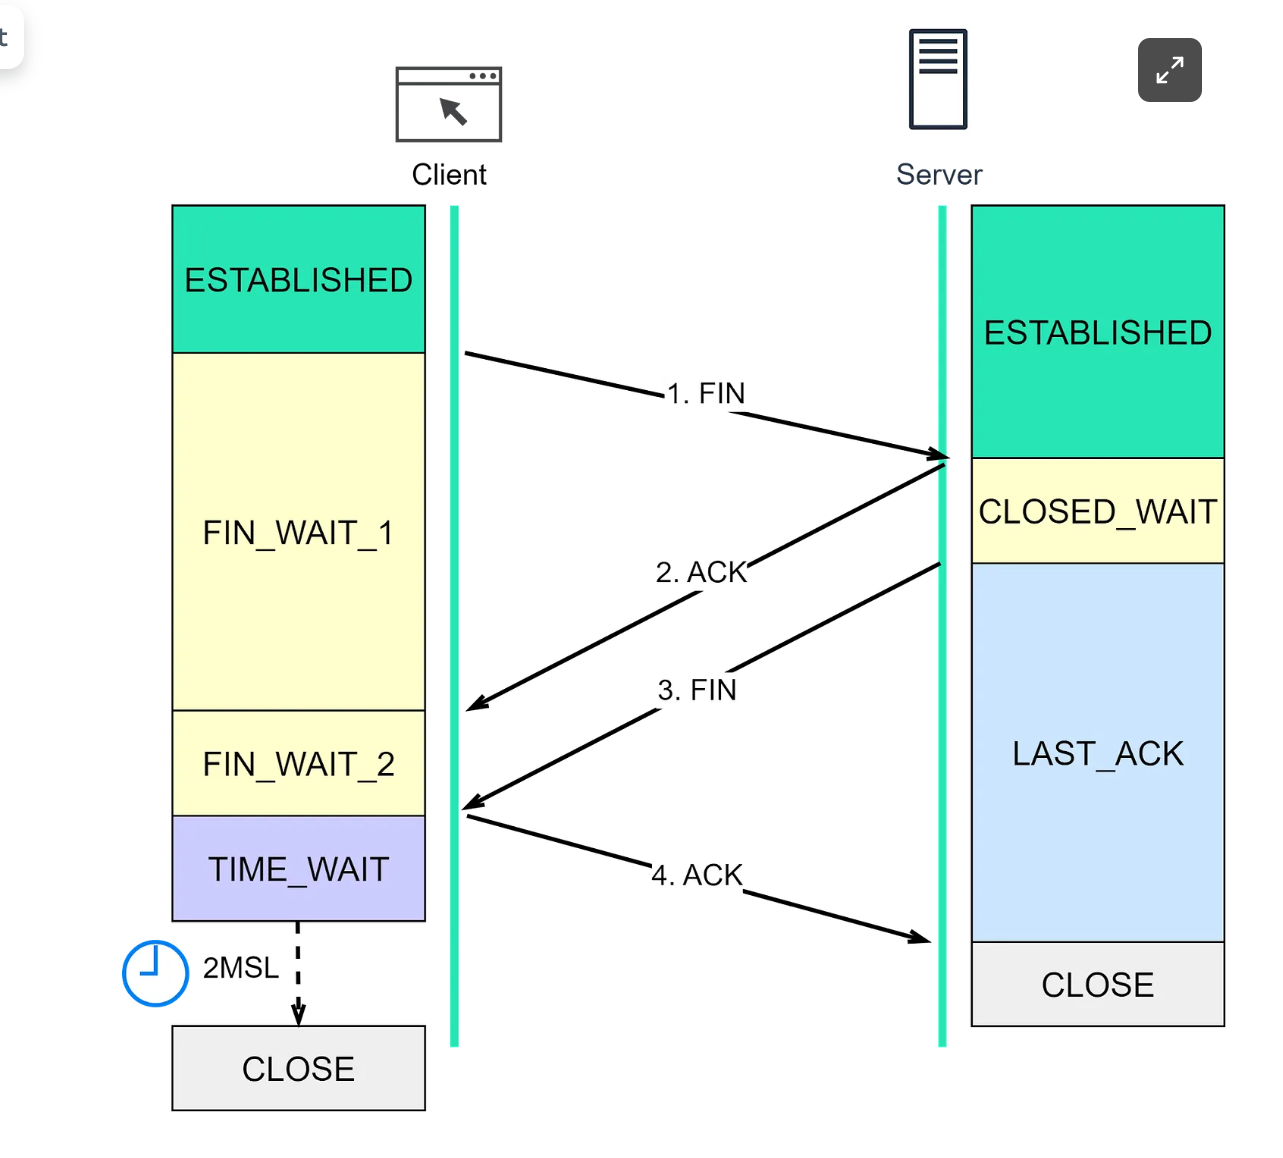 t
Client
Server
ESTABLISHED
ESTABLISHED
1. FIN
CLOSED_WAIT
FIN_WAIT_1
2. ACK
3. FIN
LAST_ACK
FIN_WAIT_2
TIME_WAIT
4. ACK
2MSL
CLOSE
CLOSE